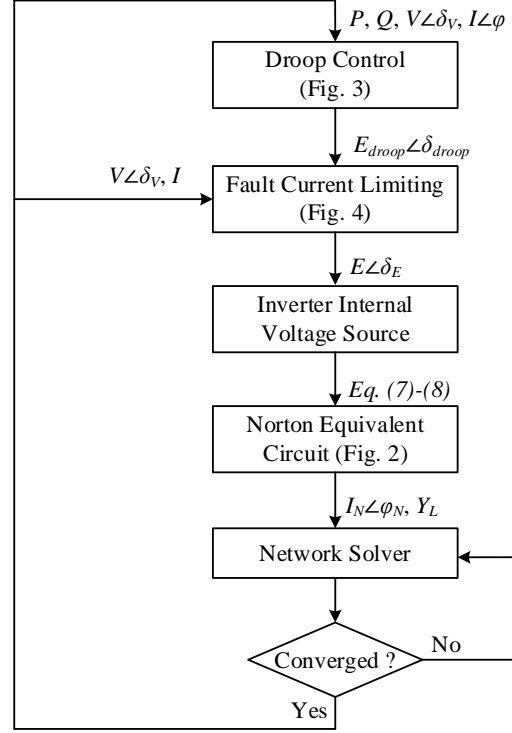 P, Q, V∠δV, I∠φ
Droop Control
(Fig. 3)
Edroop∠δdroop
V∠δV, I
Fault Current Limiting
(Fig. 4)
E∠δE
Inverter Internal
Voltage Source
Eq. (7)-(8)
Norton Equivalent
Circuit (Fig. 2)
IN∠φN, YL
Network Solver
Converged ?
No
Yes